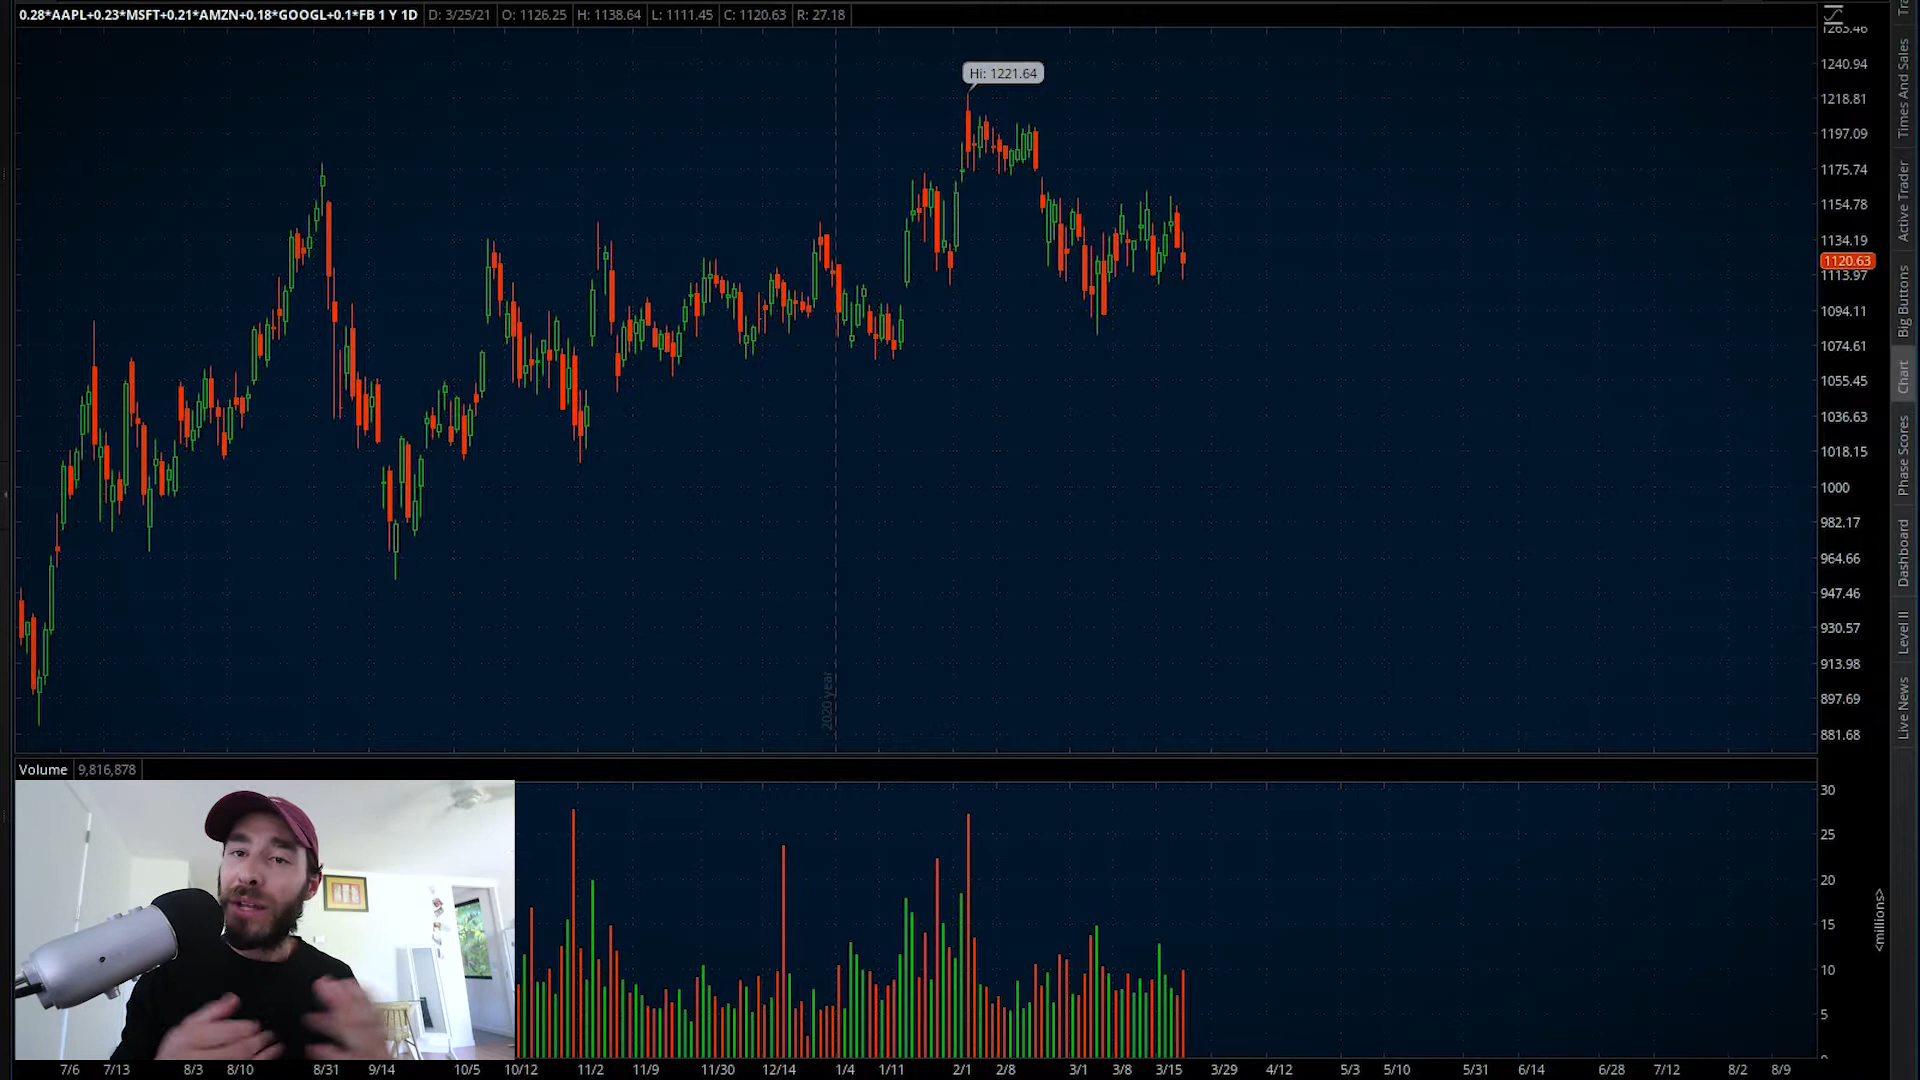 0.28*AAPL+0.23*MSFT+0.21*AMZN+0.18*GOOGL+0.1*FB 1 Y 1D D: 3/25/21 O: 1126.25 H: 1138.64 L: 1111.45 C: 1120.63 R: 27.18
Hi: 1221.64
1265.46
1240.94
1218.81
1197.09
1175.74
1154.78
1134.19
1120.63
1113.97
1094.11
1074.61
1055.45
1036.63
1018.15
1000
982.17
964.66
947.46
930.57
913.98
897.69
881.68
2020 year
Times And Sales
Active Trader
Big Buttons
Chart
Phase Scores
Dashboard
Level II
Live News
Volume 9,816,878
30
25
20
15
10
5
<millions>
7/6 7/13 8/3 8/10 8/31 9/14 10/5 10/12 11/2 11/9 11/30 12/14 1/4 1/11 2/1 2/8 3/1 3/8 3/15 3/29 4/12 5/3 5/10 5/31 6/14 6/28 7/12 8/2 8/9